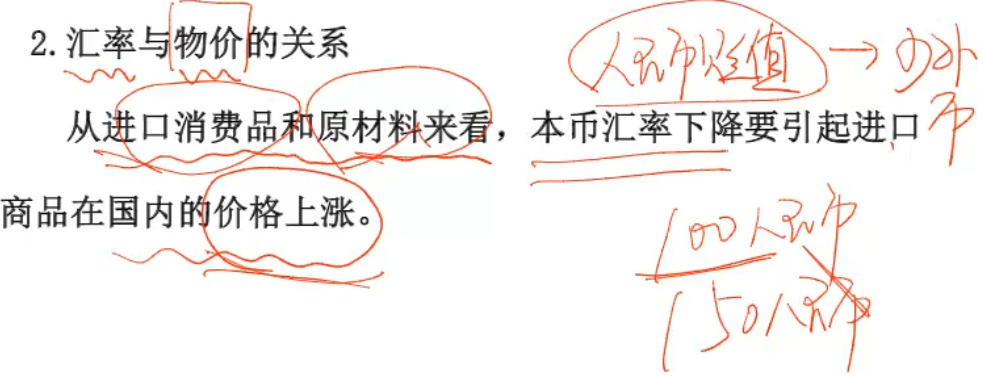 2.汇率与物价的关系
人民币贬值 → 少外币
从进口消费品和原材料来看，本币汇率下降要引起进口
商品在国内的价格上涨。
100人民币
150人民币